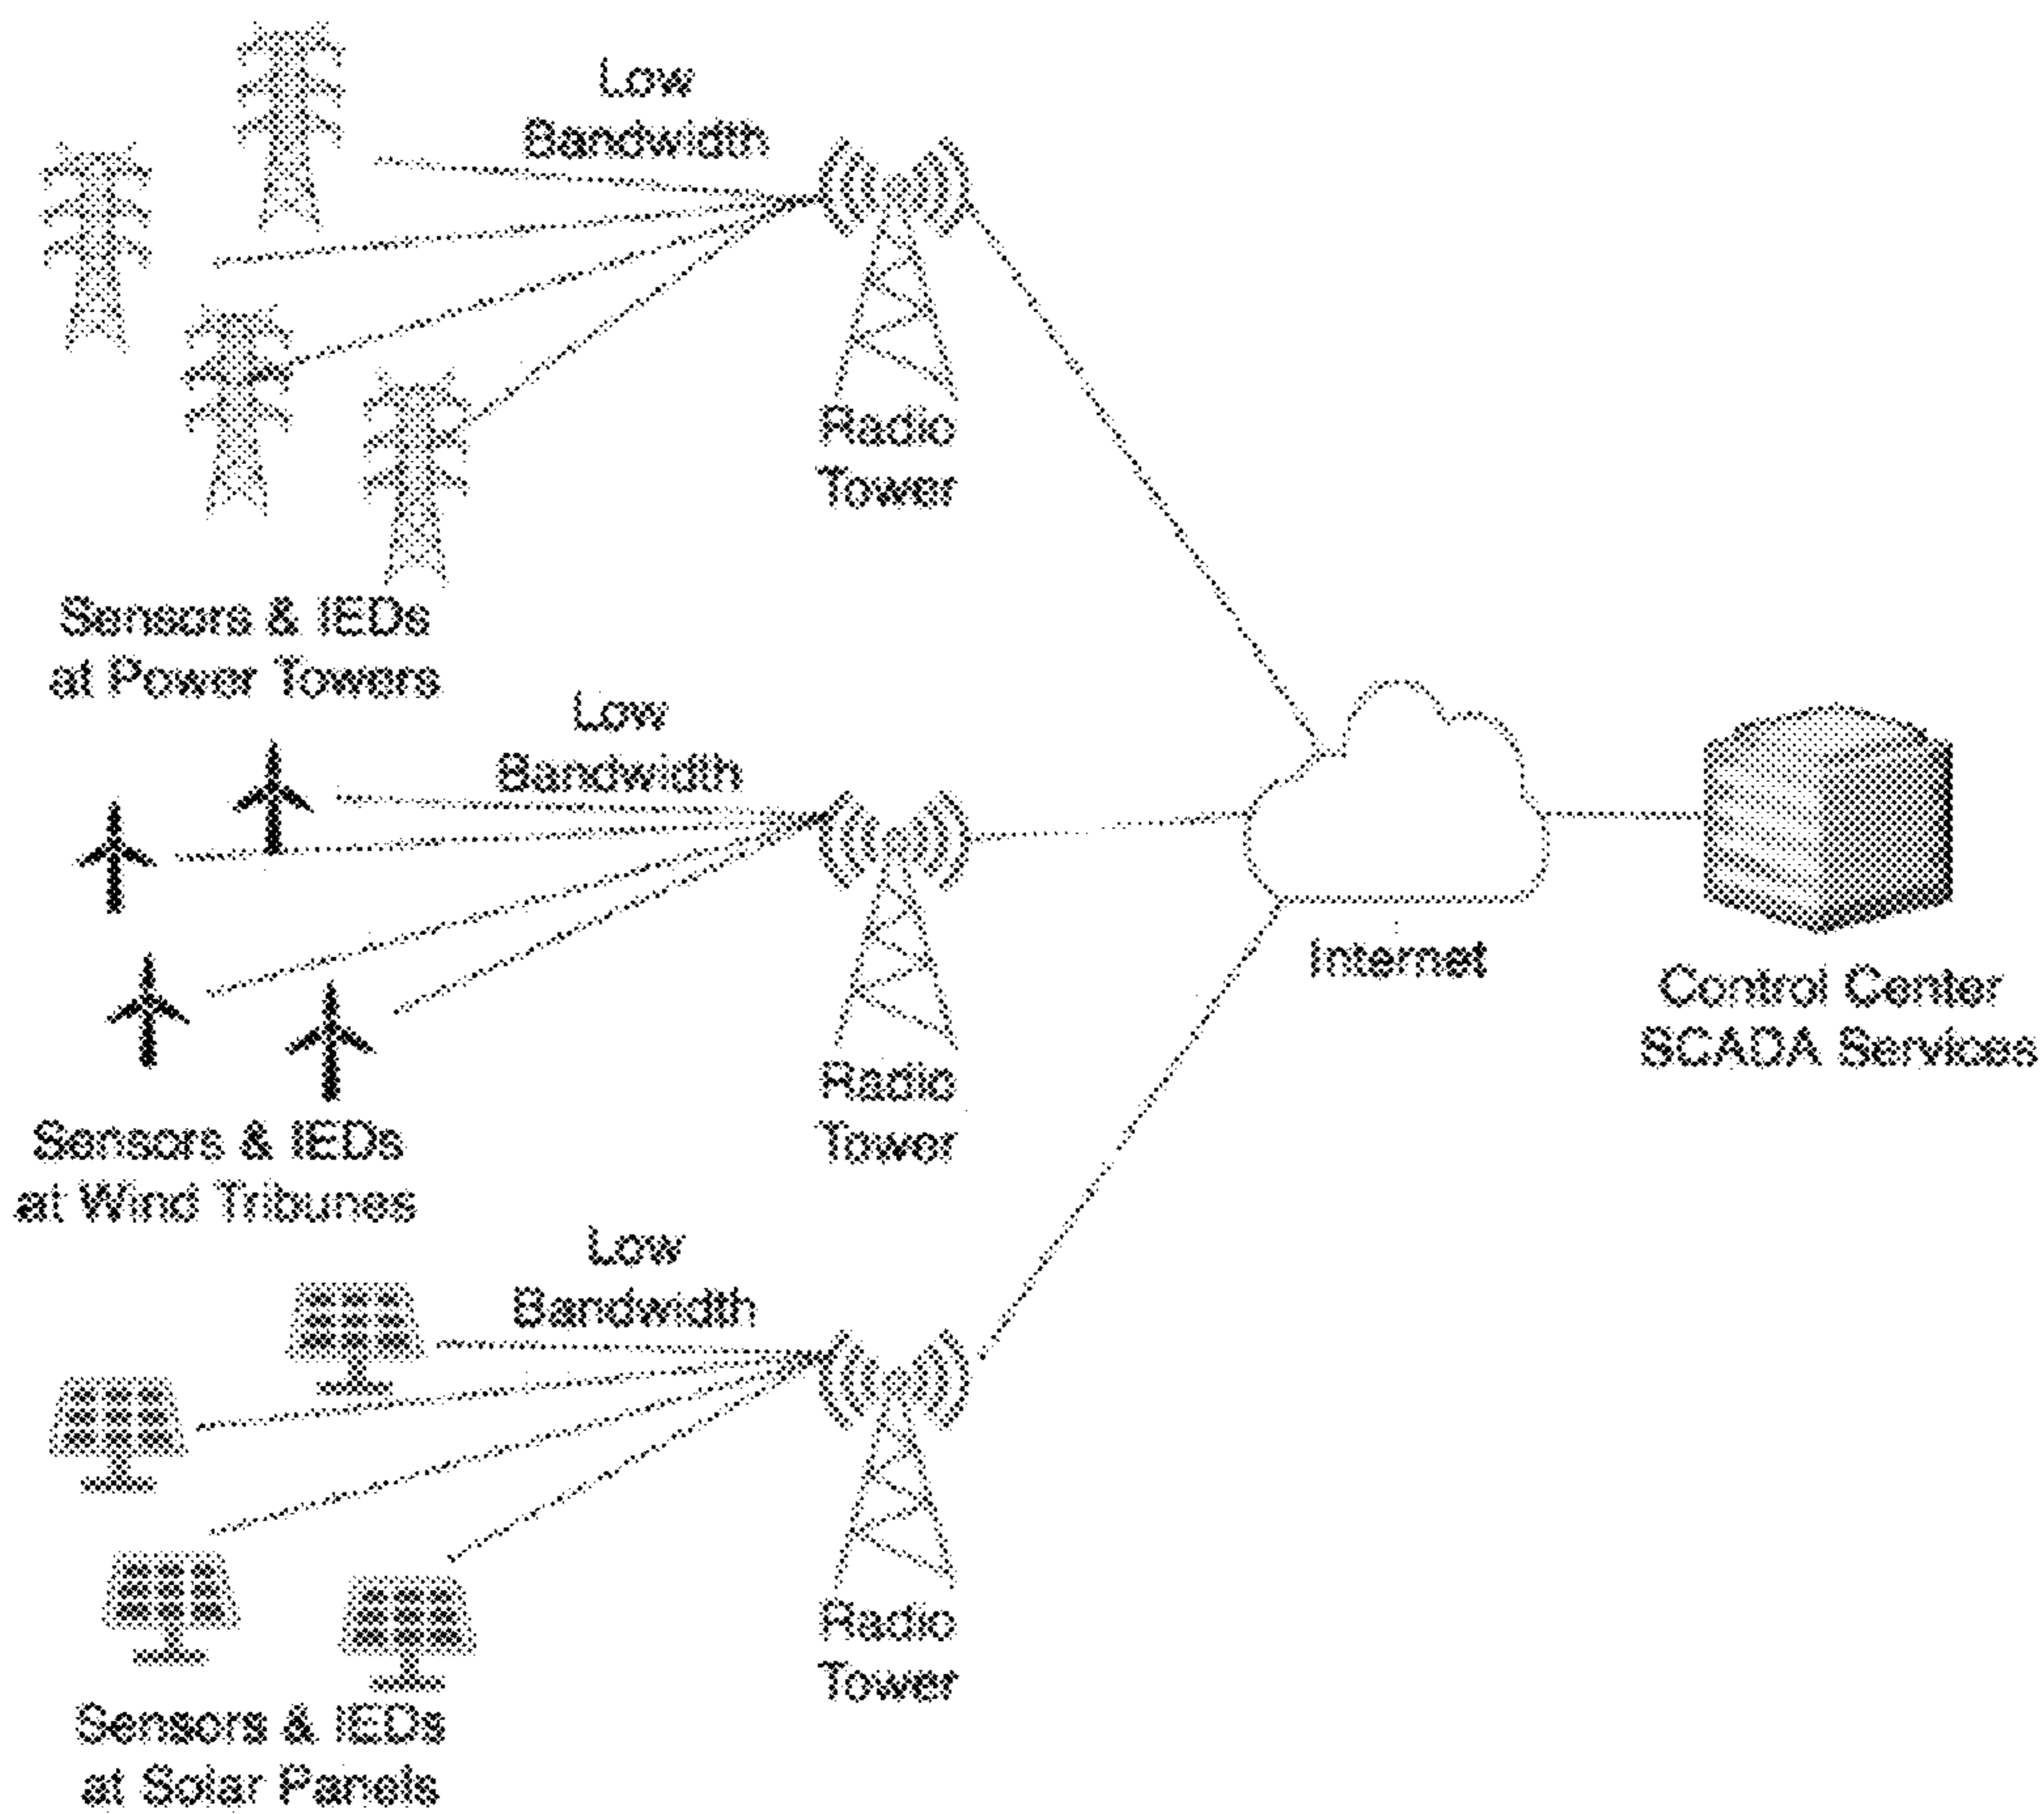 Low
Bandwidth
Radio
Tower
Sensors & IEDs
at Power Towers
Low
Bandwidth
Internet
Control Center
SCADA Services
Radio
Tower
Sensors & IEDs
at Wind Tribunes
Low
Bandwidth
Radio
Tower
Sensors & IEDs
at Solar Panels